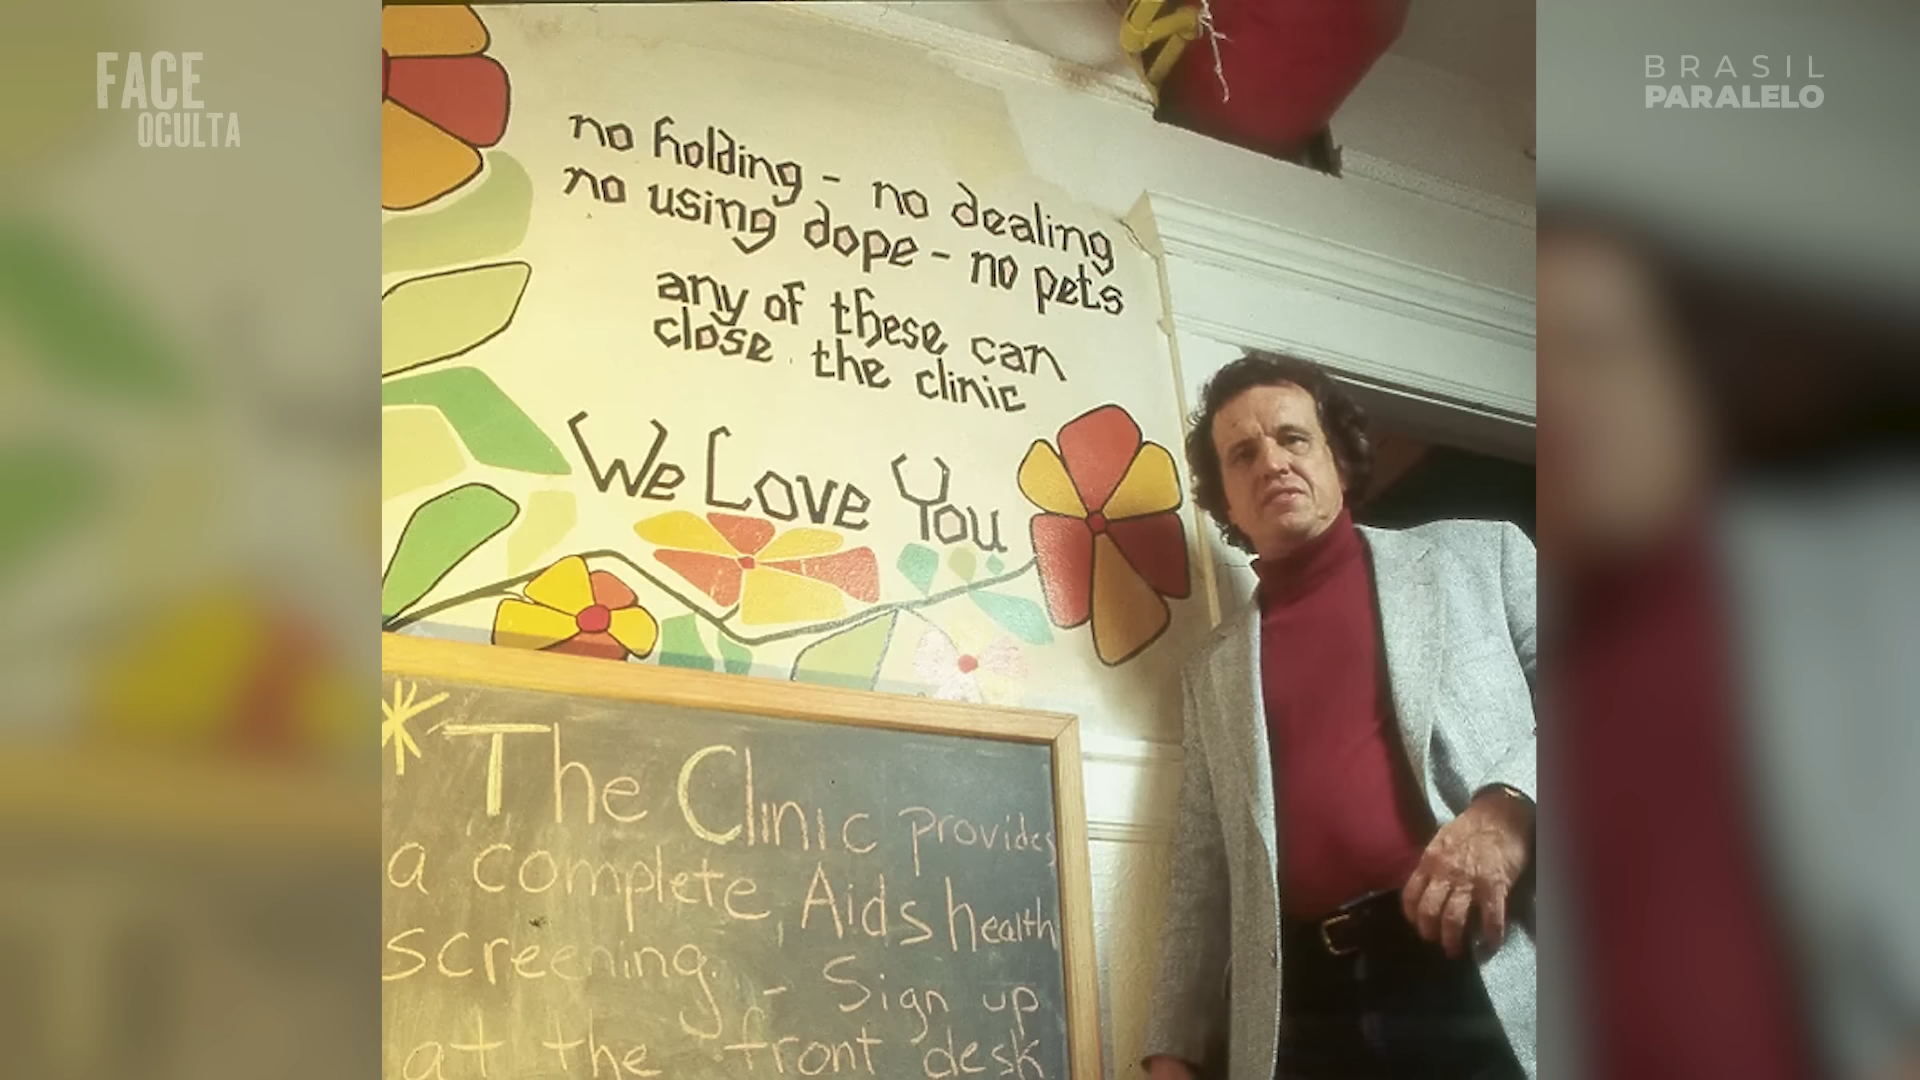 FACE
OCULTA
BRASIL
PARALELO
no holding - no dealing
no using dope - no pets
any of these can
close the clinic
We Love You
*The Clinic provides
a complete Aids health
screening. - Sign up
at the front desk